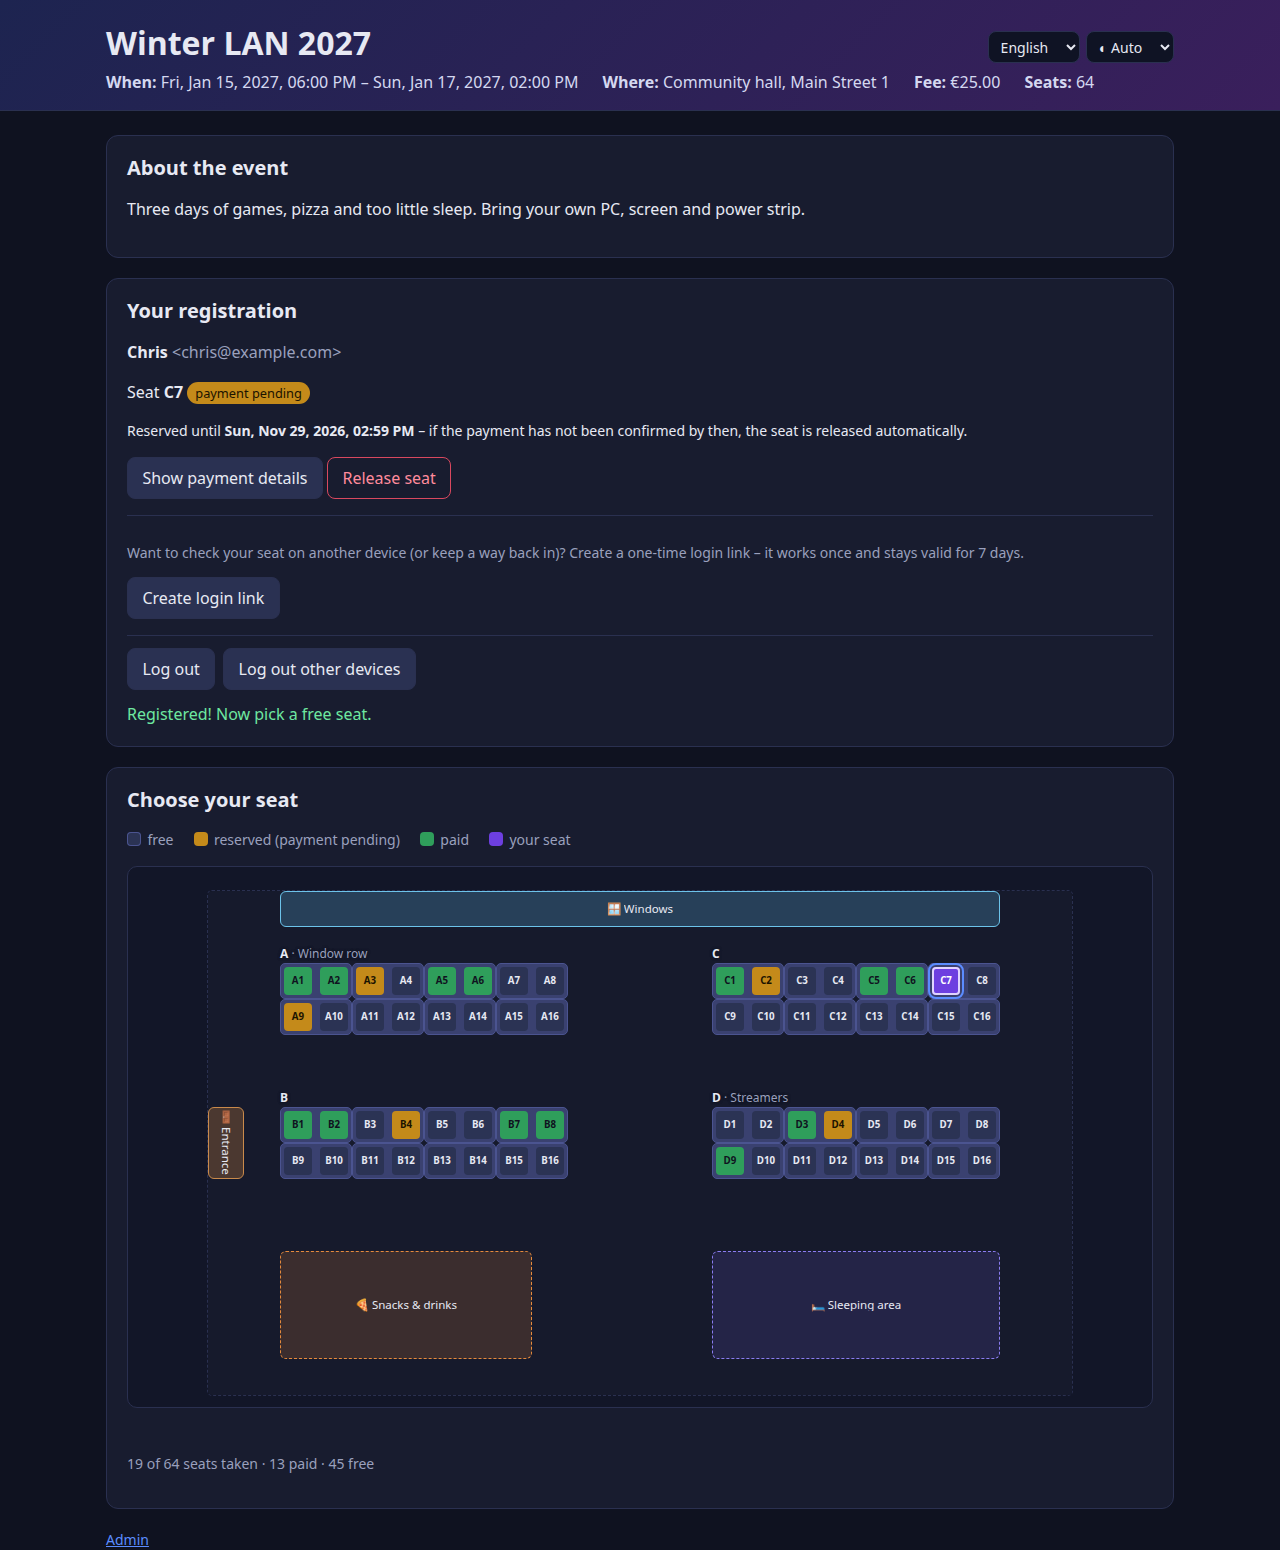 Winter LAN 2027
English
Auto
When: Fri, Jan 15, 2027, 06:00 PM – Sun, Jan 17, 2027, 02:00 PM Where: Community hall, Main Street 1 Fee: €25.00 Seats: 64
About the event
Three days of games, pizza and too little sleep. Bring your own PC, screen and power strip.
Your registration
Chris <chris@example.com>
Seat C7 payment pending
Reserved until Sun, Nov 29, 2026, 02:59 PM – if the payment has not been confirmed by then, the seat is released automatically.
Show payment details Release seat
Want to check your seat on another device (or keep a way back in)? Create a one-time login link – it works once and stays valid for 7 days.
Create login link
Log out Log out other devices
Registered! Now pick a free seat.
Choose your seat
free reserved (payment pending) paid your seat
Windows
A · Window row
A1 A2 A3 A4 A5 A6 A7 A8
A9 A10 A11 A12 A13 A14 A15 A16
C
C1 C2 C3 C4 C5 C6 C7 C8
C9 C10 C11 C12 C13 C14 C15 C16
Entrance
B
B1 B2 B3 B4 B5 B6 B7 B8
B9 B10 B11 B12 B13 B14 B15 B16
D · Streamers
D1 D2 D3 D4 D5 D6 D7 D8
D9 D10 D11 D12 D13 D14 D15 D16
Snacks & drinks
Sleeping area
19 of 64 seats taken · 13 paid · 45 free
Admin